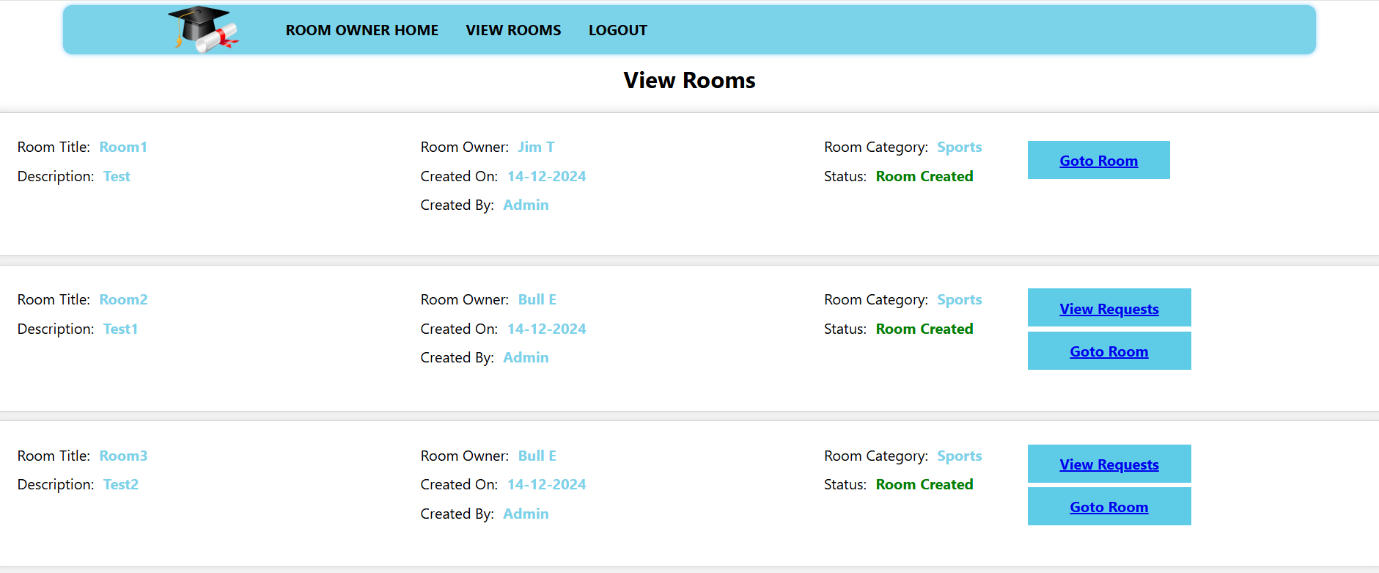 ROOM OWNER HOME VIEW ROOMS LOGOUT
View Rooms
Room Title: Room1 Room Owner: Jim T Room Category: Sports Goto Room
Description: Test Created On: 14-12-2024 Status: Room Created
Created By: Admin
Room Title: Room2 Room Owner: Bull E Room Category: Sports View Requests
Description: Test1 Created On: 14-12-2024 Status: Room Created
Created By: Admin Goto Room
Room Title: Room3 Room Owner: Bull E Room Category: Sports View Requests
Description: Test2 Created On: 14-12-2024 Status: Room Created
Created By: Admin Goto Room